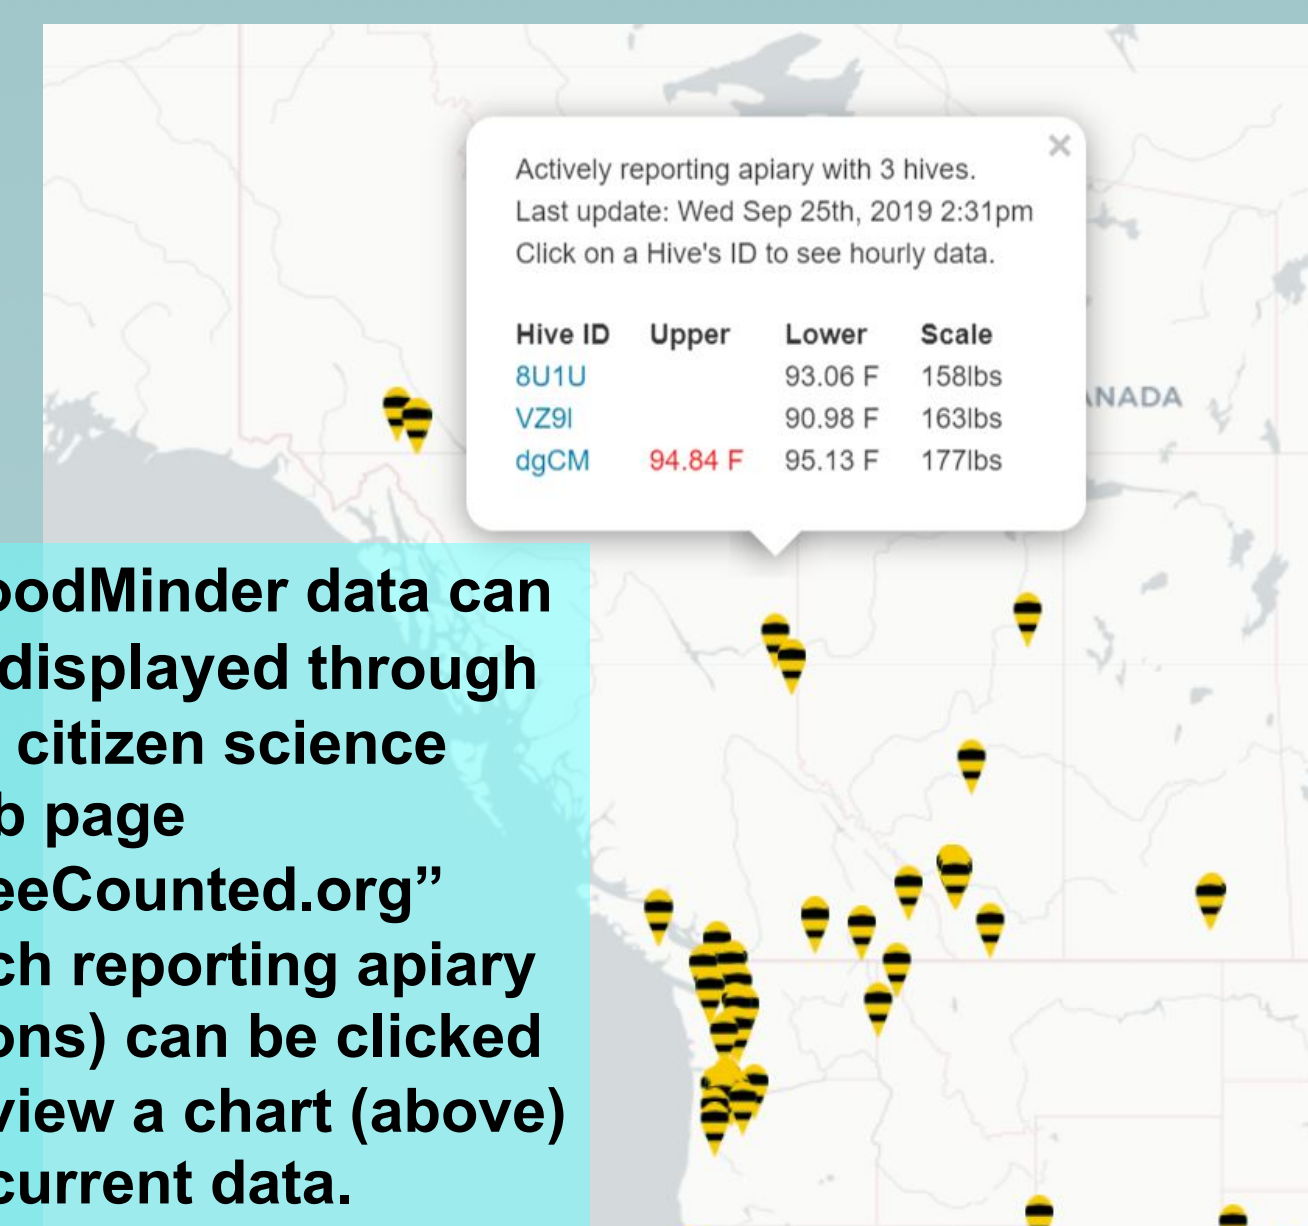 Actively reporting apiary with 3 hives.
Last update: Wed Sep 25th, 2019 2:31pm
Click on a Hive's ID to see hourly data.
Hive ID Upper Lower Scale
8U1U 93.06 F 158lbs
VZ9I 90.98 F 163lbs
dgCM 94.84 F 95.13 F 177lbs
NADA
oodMinder data can
displayed through
citizen science
b page
eeCounted.org”
ch reporting apiary
ons) can be clicked
view a chart (above)
current data.